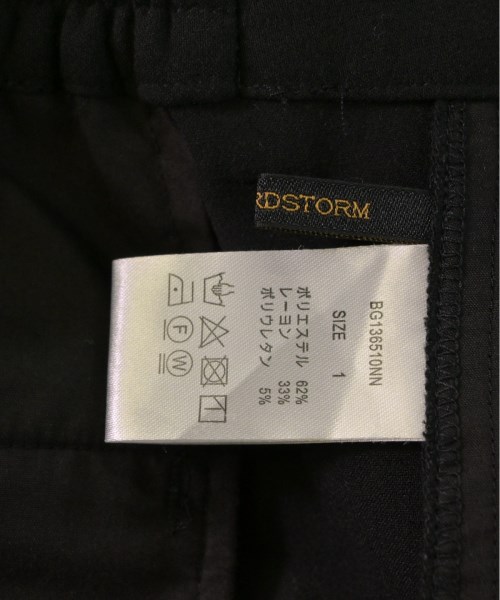 RDSTORM
BG136510NN
SIZE 1
ポリエステル 62%
レーヨン 33%
ポリウレタン 5%
F
W